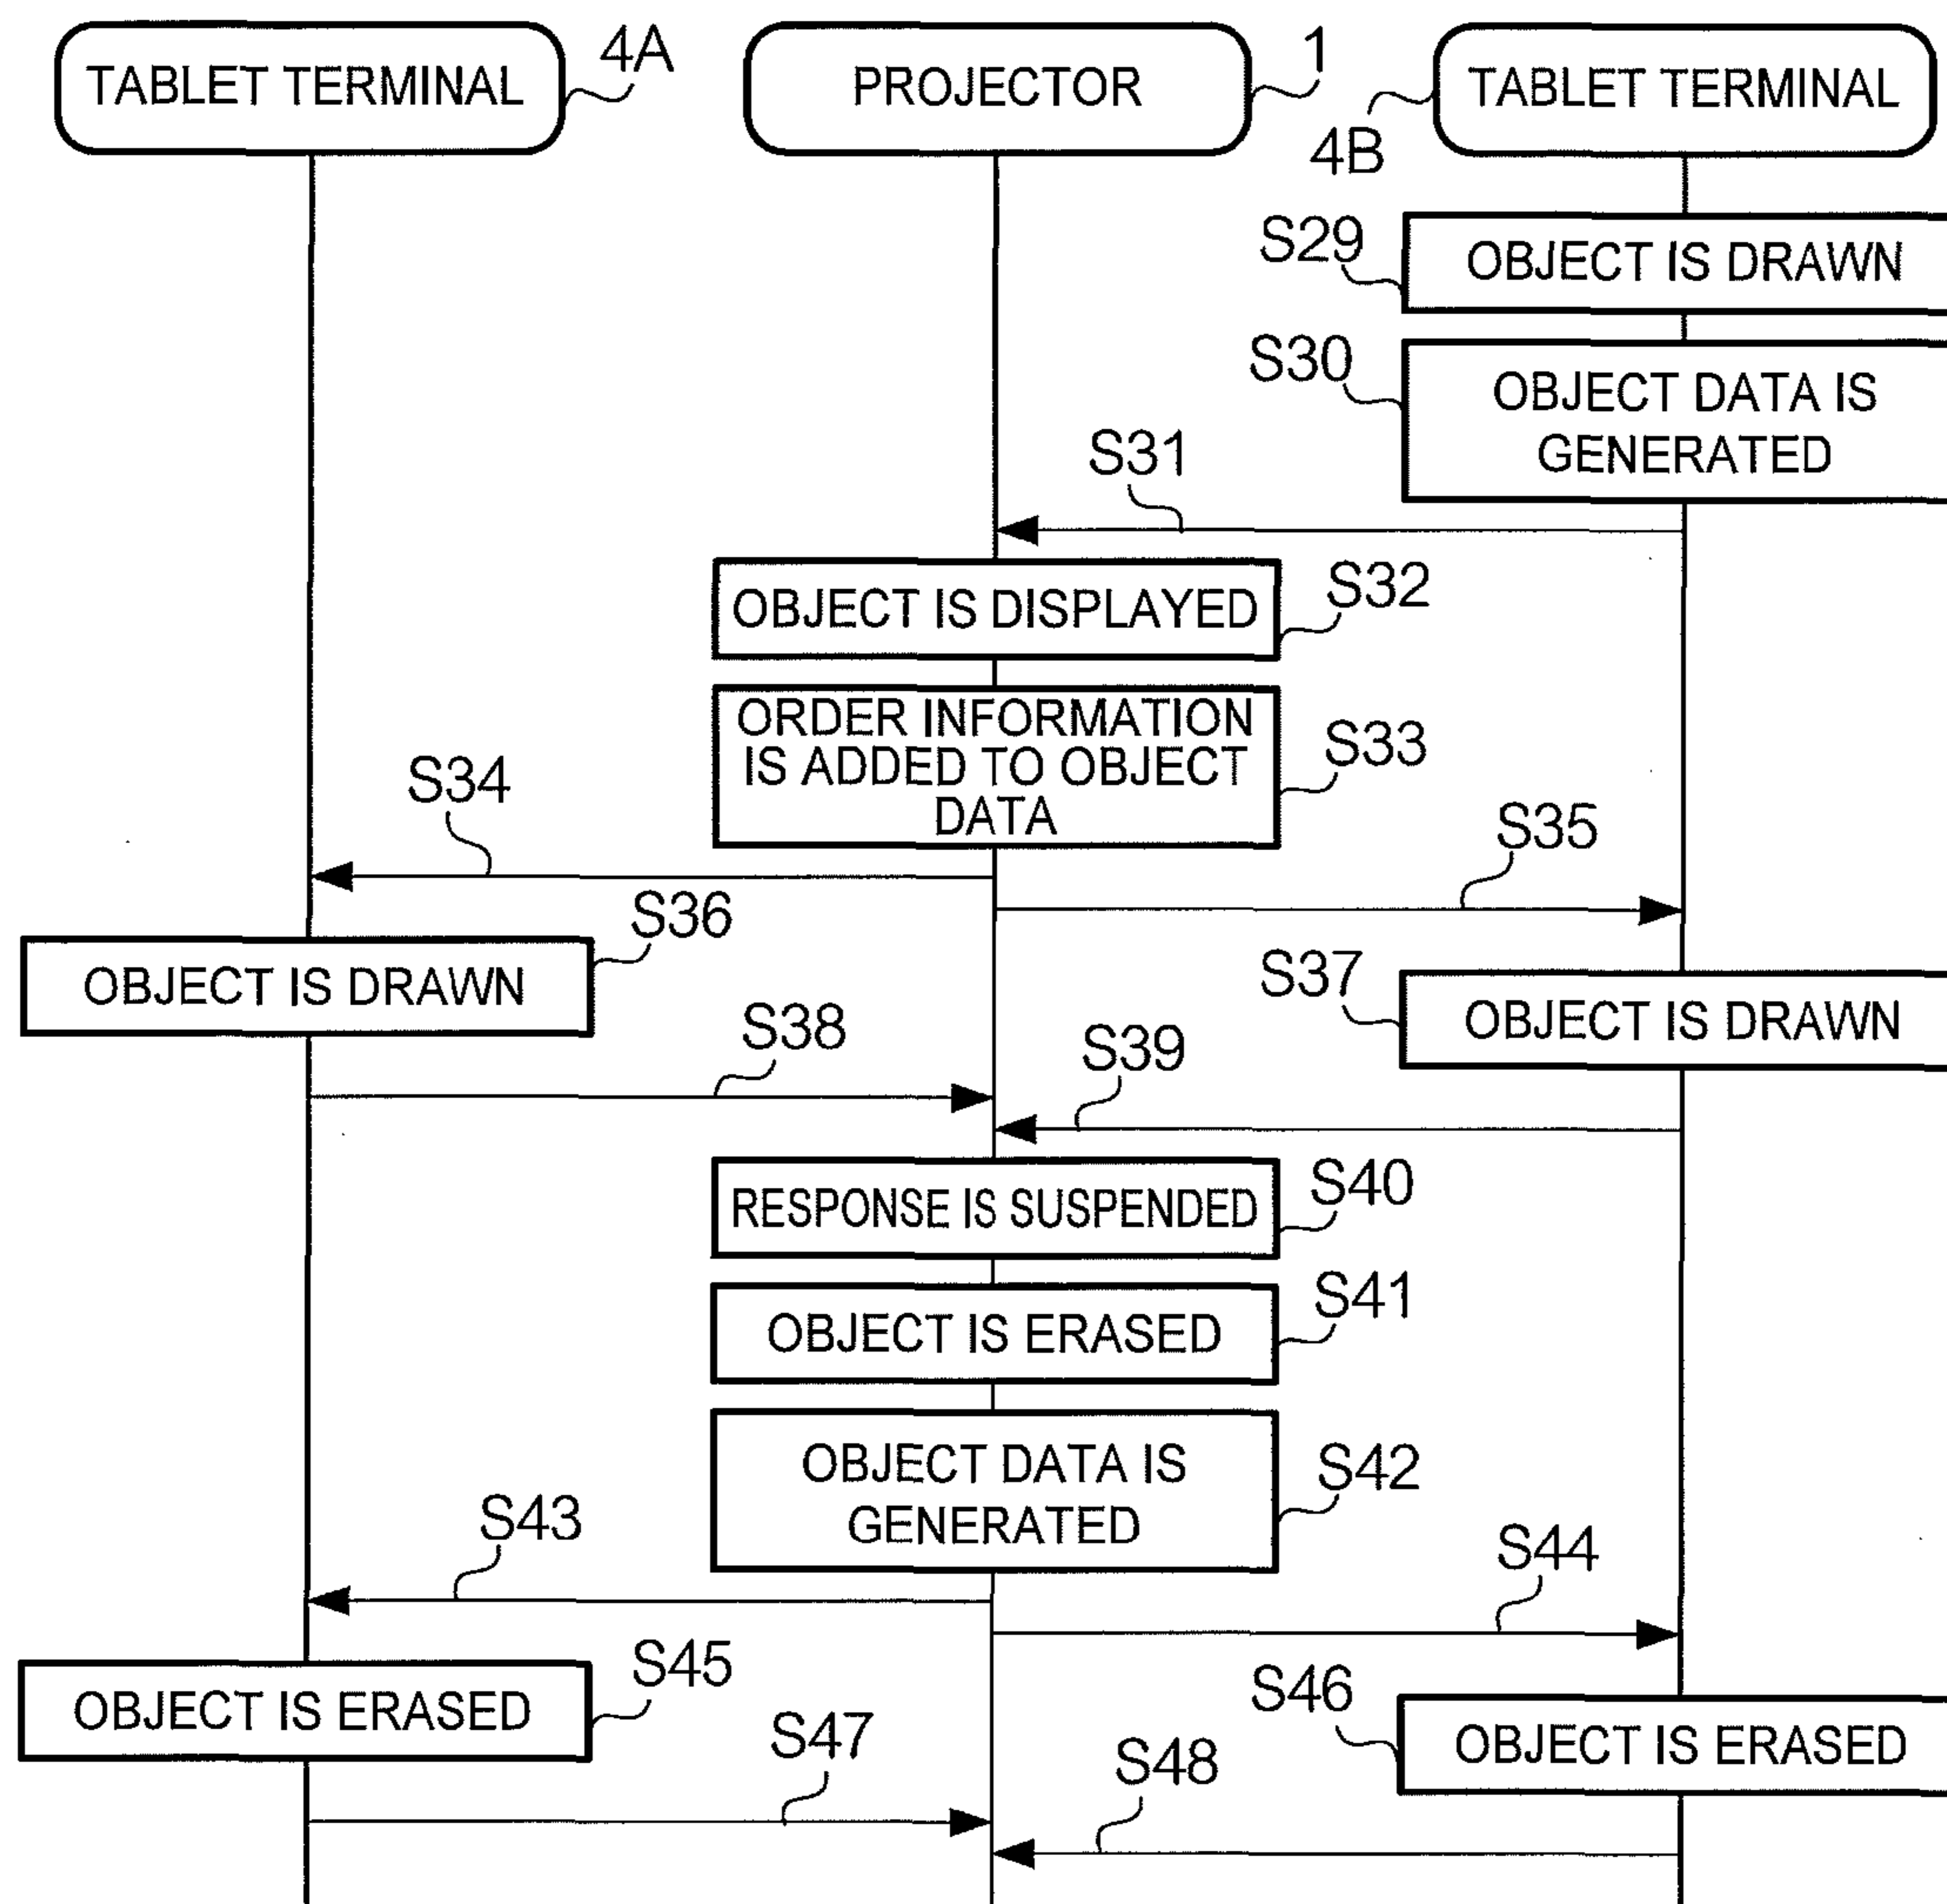 TABLET TERMINAL
4A
PROJECTOR
1
TABLET TERMINAL
4B
S29
OBJECT IS DRAWN
S30
OBJECT DATA IS
GENERATED
S31
OBJECT IS DISPLAYED
S32
ORDER INFORMATION
IS ADDED TO OBJECT
DATA
S33
S34
S35
S36
OBJECT IS DRAWN
S37
OBJECT IS DRAWN
S38
S39
RESPONSE IS SUSPENDED
S40
OBJECT IS ERASED
S41
OBJECT DATA IS
GENERATED
S42
S43
S44
OBJECT IS ERASED
S45
S46
OBJECT IS ERASED
S47
S48